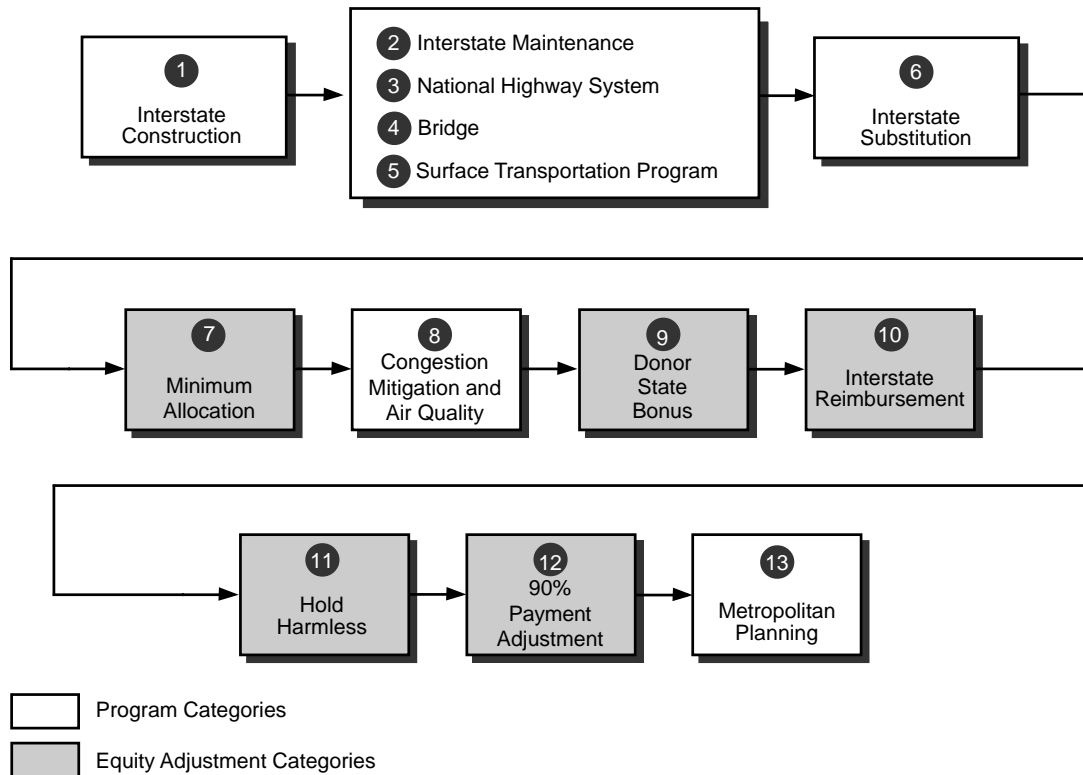 1
Interstate
Construction
2 Interstate Maintenance
3 National Highway System
4 Bridge
5 Surface Transportation Program
6
Interstate
Substitution
7
Minimum
Allocation
8
Congestion
Mitigation and
Air Quality
9
Donor
State
Bonus
10
Interstate
Reimbursement
11
Hold
Harmless
12
90%
Payment
Adjustment
13
Metropolitan
Planning
Program Categories
Equity Adjustment Categories